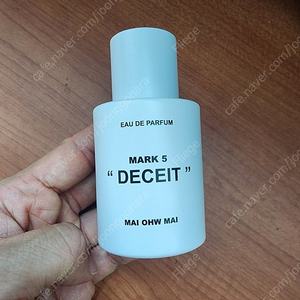 EAU DE PARFUM
MARK 5
“ DECEIT ”
MAI OHW MAI